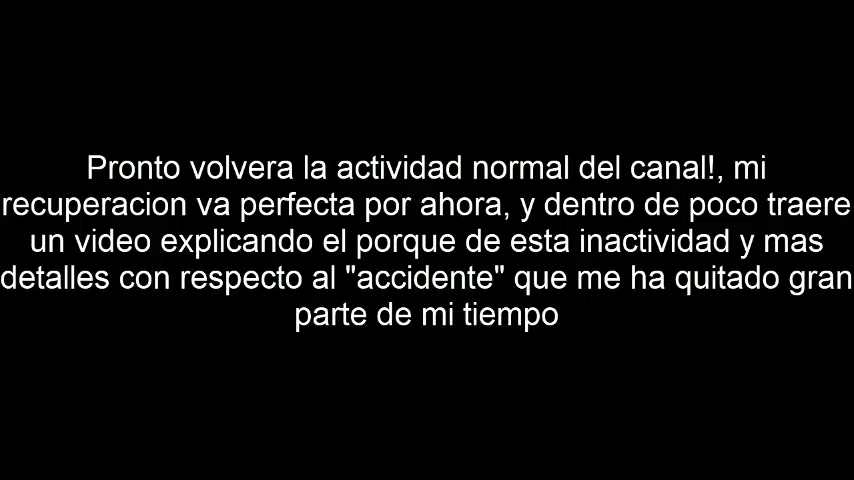 Pronto volvera la actividad normal del canal!, mi
recuperacion va perfecta por ahora, y dentro de poco traere
un video explicando el porque de esta inactividad y mas
detalles con respecto al "accidente" que me ha quitado gran
parte de mi tiempo